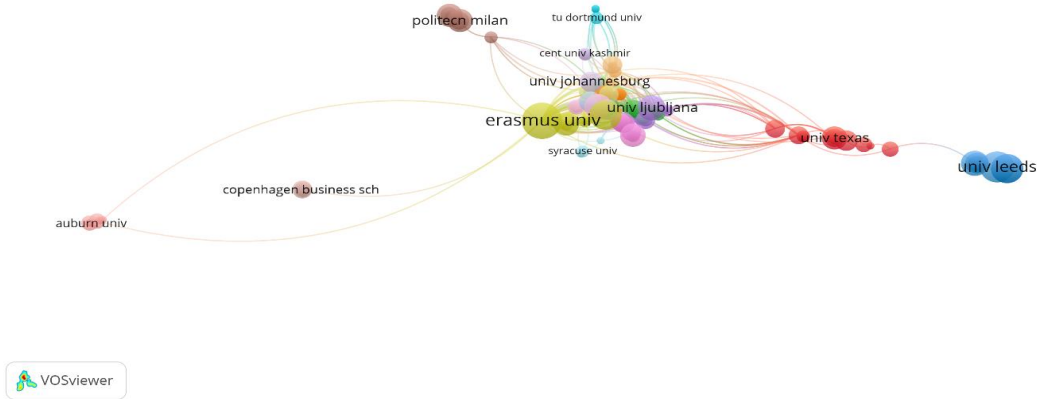 politecn milan
tu dortmund univ
cent univ kashmir
univ johannesburg
univ ljubljana
erasmus univ
univ texas
syracuse univ
univ leeds
copenhagen business sch
auburn univ
VOSviewer